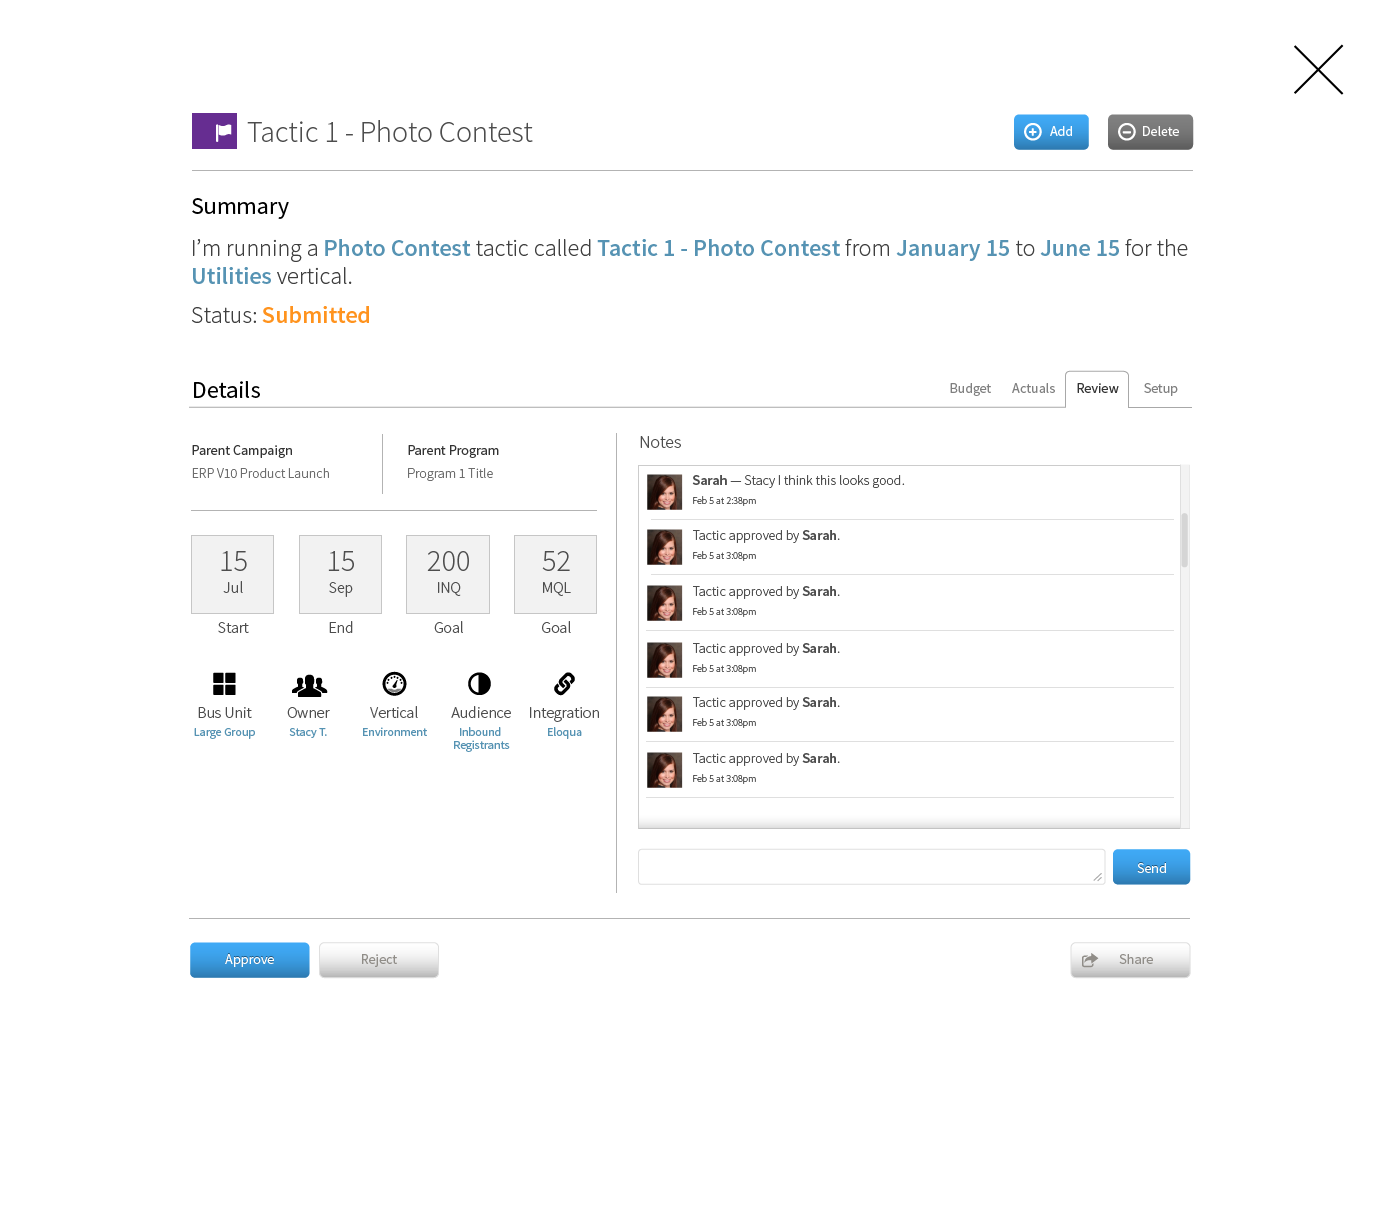 Tactic 1 - Photo Contest
Add
Delete
Summary
I’m running a Photo Contest tactic called Tactic 1 - Photo Contest from January 15 to June 15 for the
Utilities vertical.
Status: Submitted
Details
Budget
Actuals
Review
Setup
Parent Campaign
ERP V10 Product Launch
Parent Program
Program 1 Title
15
Jul
Start
15
Sep
End
200
INQ
Goal
52
MQL
Goal
Bus Unit
Large Group
Owner
Stacy T.
Vertical
Environment
Audience
Inbound
Registrants
Integration
Eloqua
Notes
Sarah — Stacy I think this looks good.
Feb 5 at 2:38pm
Tactic approved by Sarah.
Feb 5 at 3:08pm
Tactic approved by Sarah.
Feb 5 at 3:08pm
Tactic approved by Sarah.
Feb 5 at 3:08pm
Tactic approved by Sarah.
Feb 5 at 3:08pm
Tactic approved by Sarah.
Feb 5 at 3:08pm
Send
Approve
Reject
Share